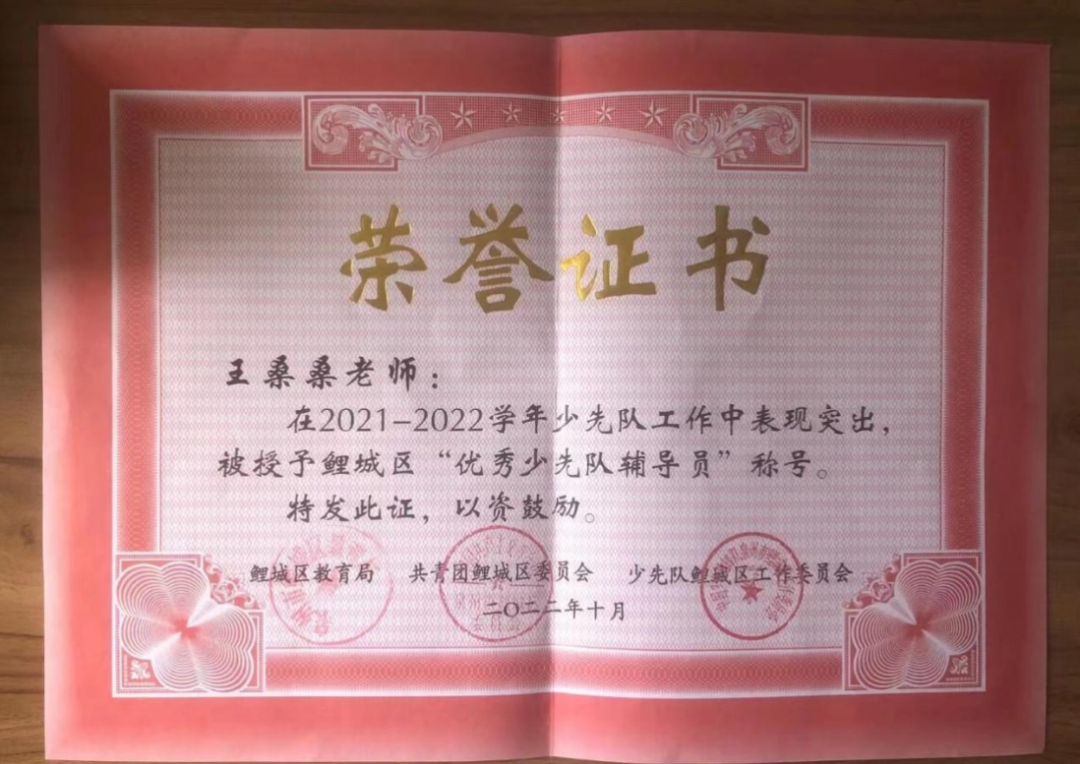 荣誉证书
王桑桑老师：
在2021-2022学年少先队工作中表现突出，
被授予鲤城区“优秀少先队辅导员”称号。
特发此证，以资鼓励。
鲤城区教育局 共青团鲤城区委员会 少先队鲤城区工作委员会
二〇二二年十月